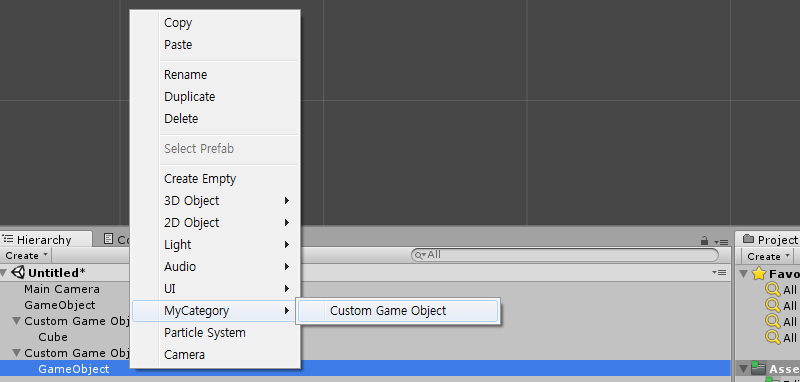 Copy
Paste
Rename
Duplicate
Delete
Select Prefab
Create Empty
3D Object
2D Object
Light
Audio
UI
MyCategory
Particle System
Camera
Custom Game Object
Hierarchy
Create
All
Untitled*
Main Camera
GameObject
Custom Game Obj
Cube
Custom Game Obj
GameObject
Project
Create
Favo
All
All
All
All
Asse